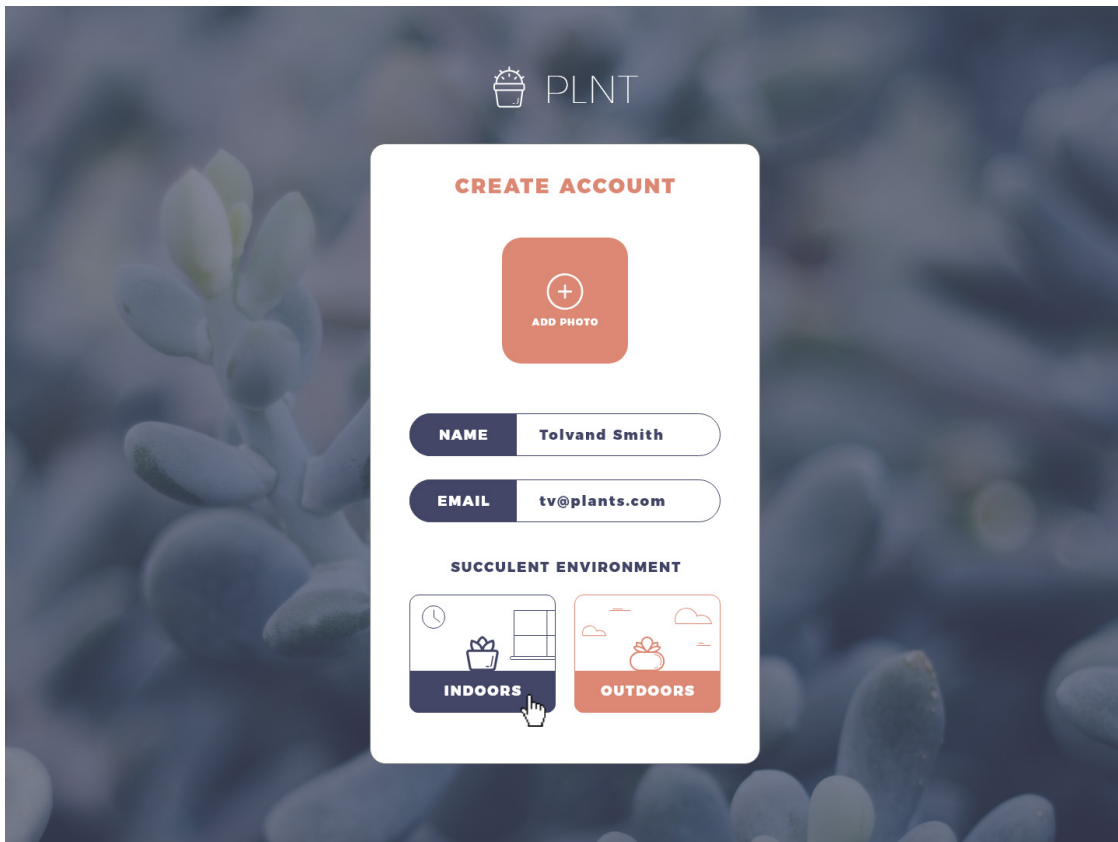 PLNT
CREATE ACCOUNT
ADD PHOTO
NAME Tolvand Smith
EMAIL tv@plants.com
SUCCULENT ENVIRONMENT
INDOORS OUTDOORS